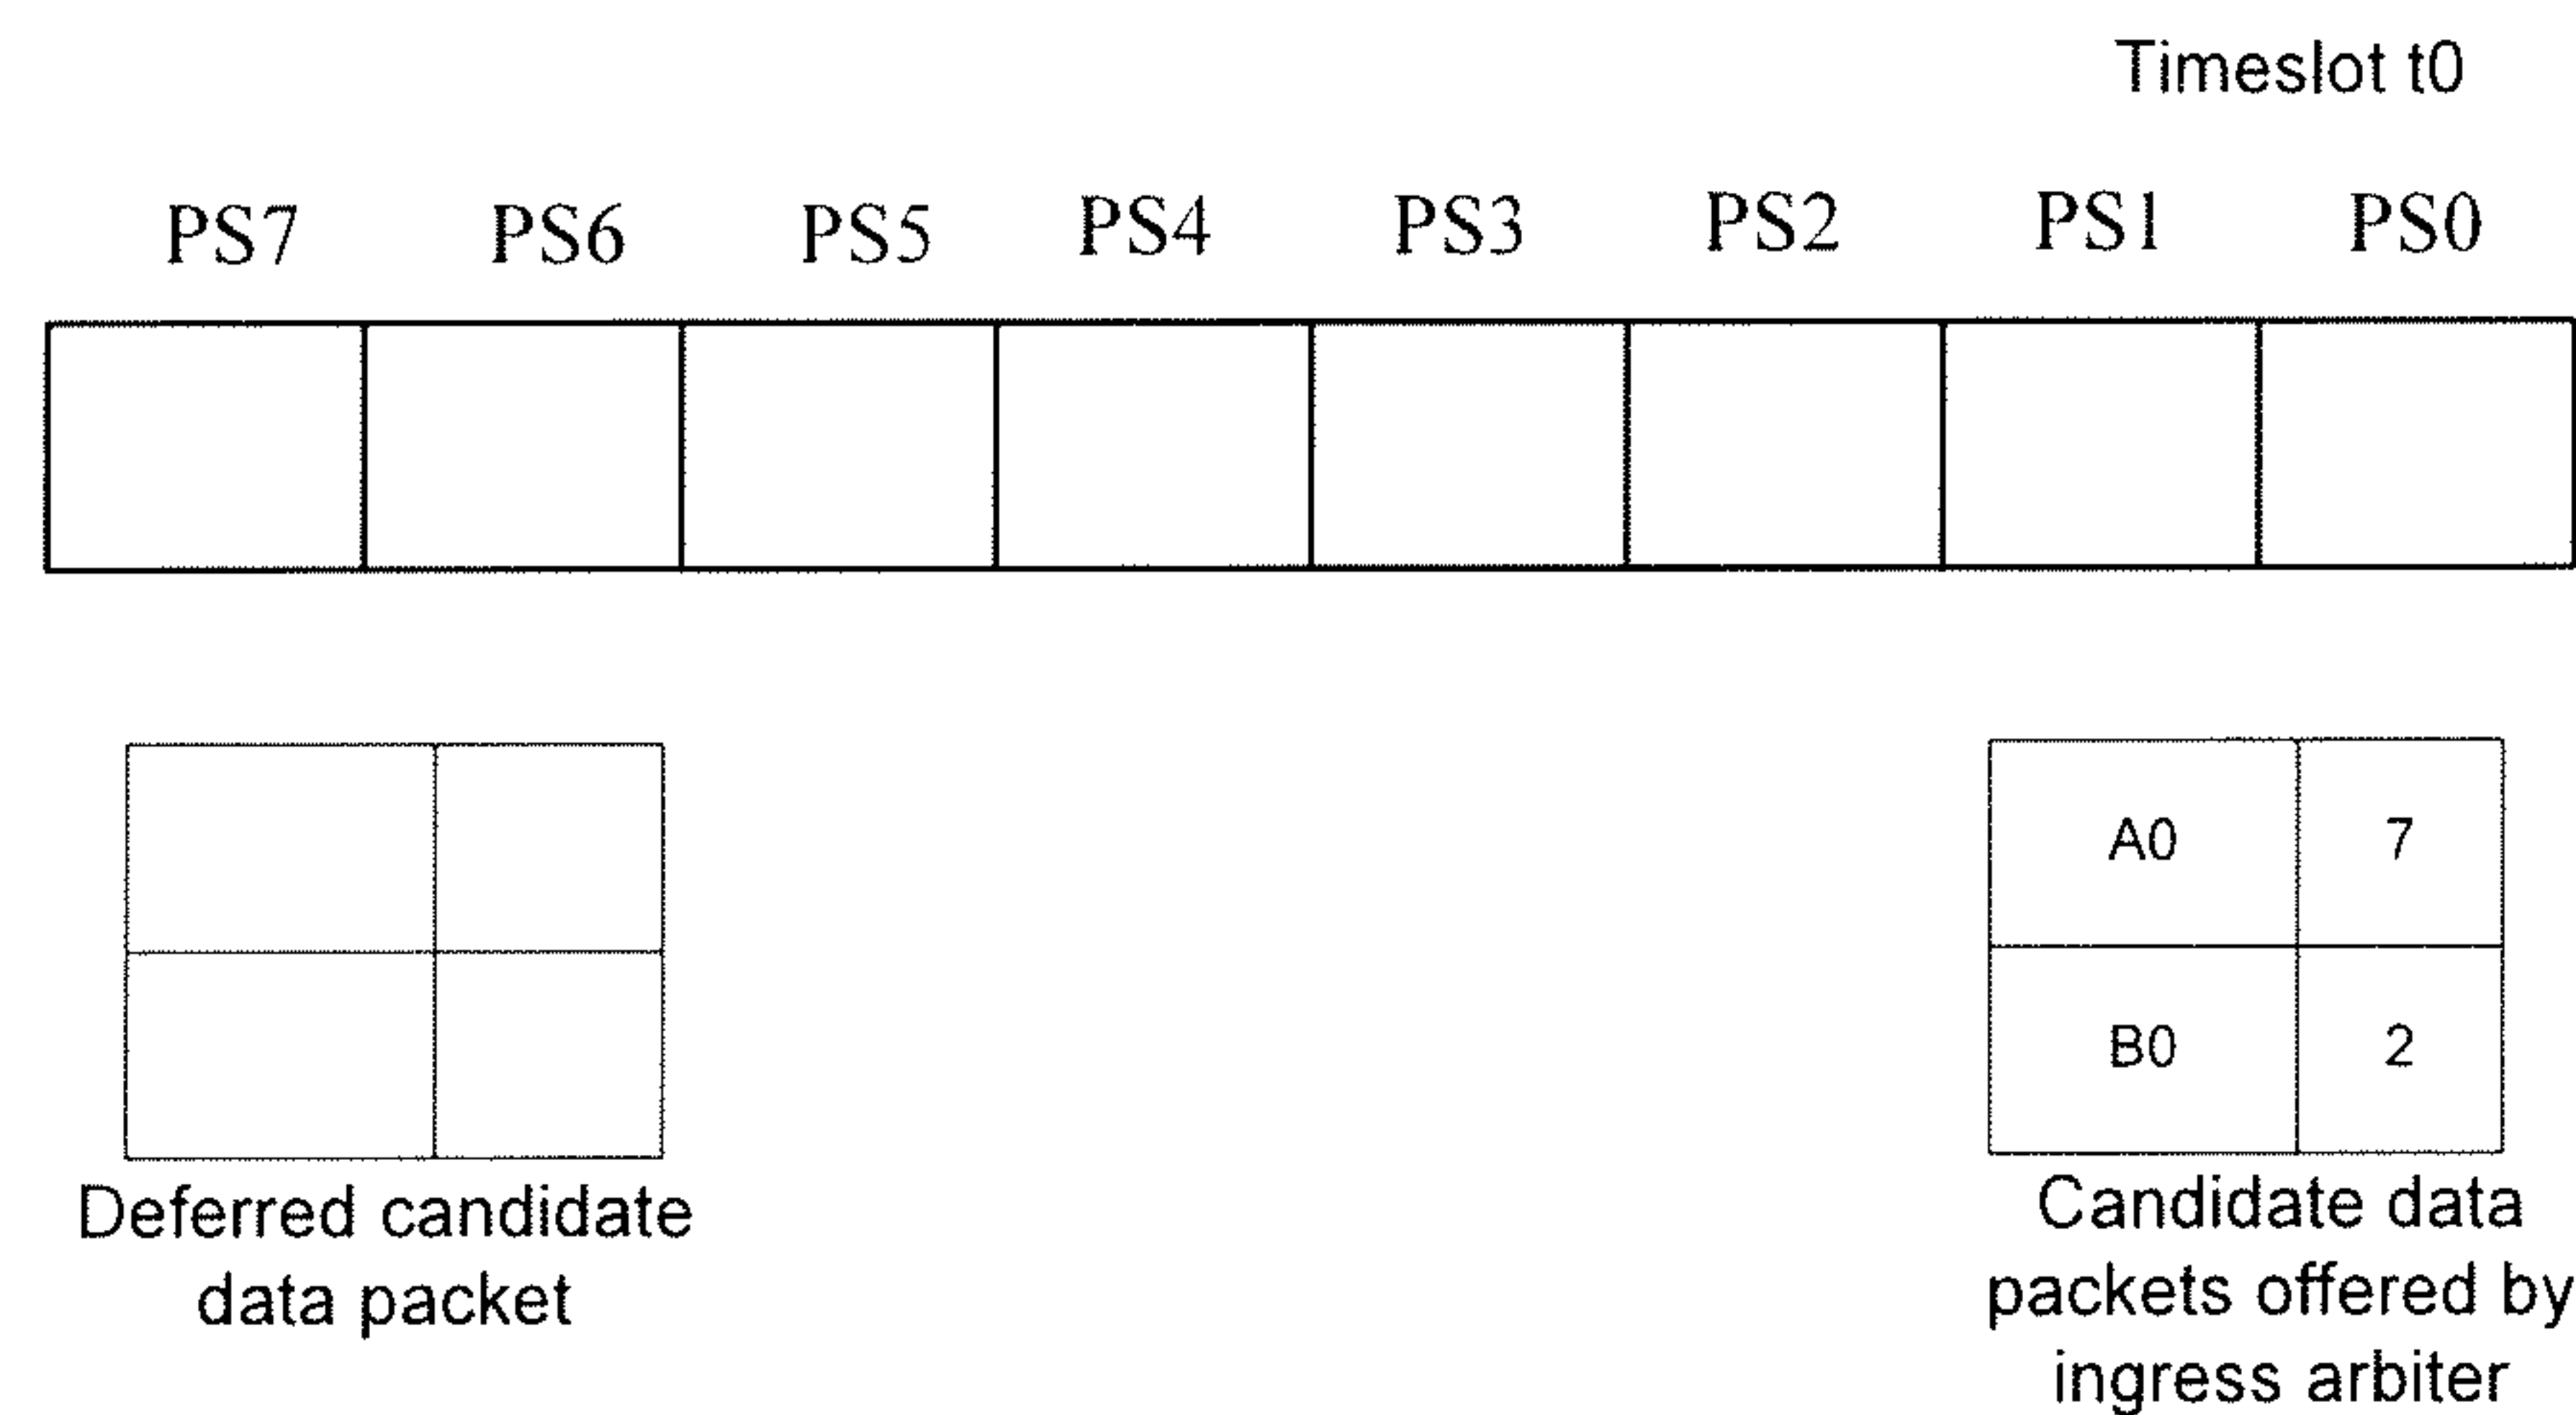 Timeslot t0
PS7 PS6 PS5 PS4 PS3 PS2 PS1 PS0
A0 7
B0 2
Deferred candidate
data packet
Candidate data
packets offered by
ingress arbiter